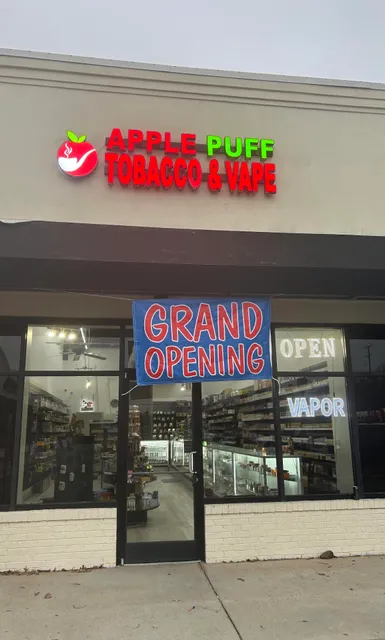 APPLE PUFF
TOBACCO & VAPE
GRAND
OPENING
OPEN
VAPOR